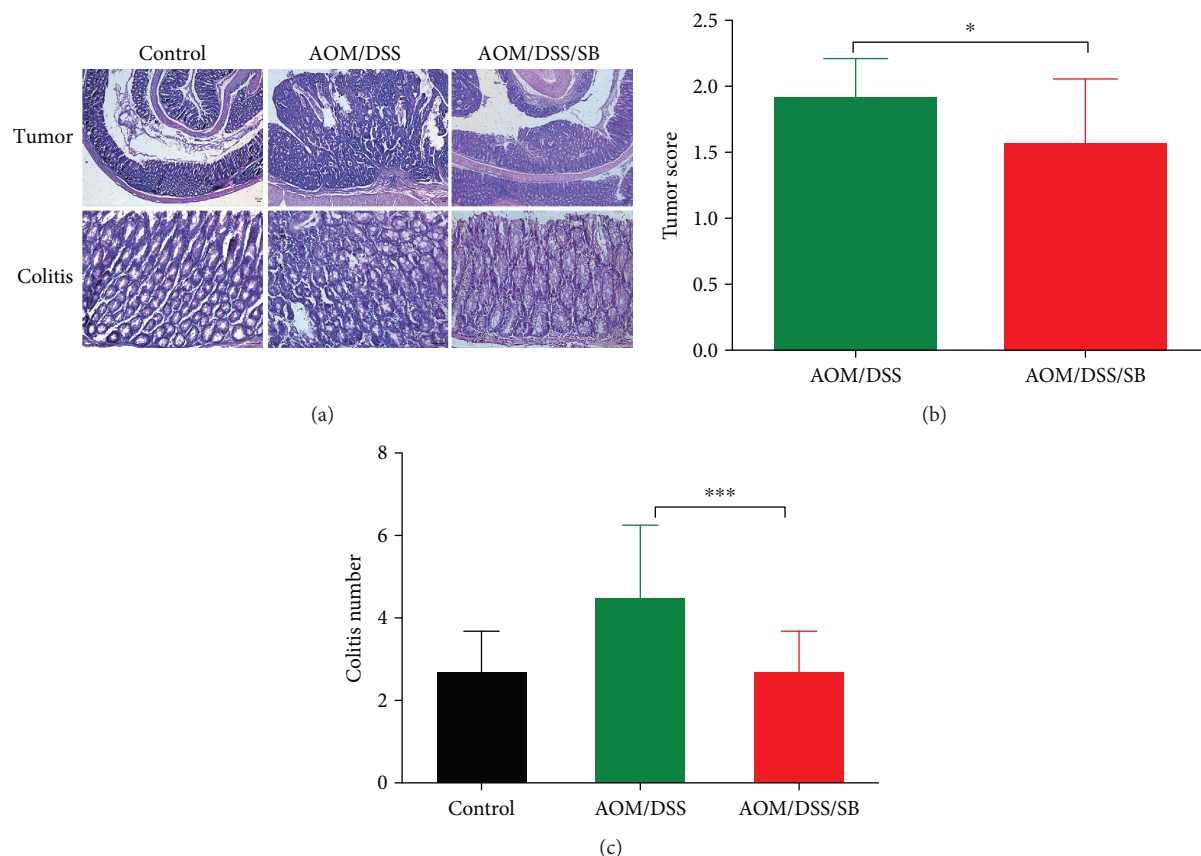 Control AOM/DSS AOM/DSS/SB
Tumor
Colitis
(a)
2.5
2.0
1.5
1.0
0.5
0.0
Tumor score
*
AOM/DSS AOM/DSS/SB
(b)
8
6
4
2
0
Colitis number
***
Control AOM/DSS AOM/DSS/SB
(c)